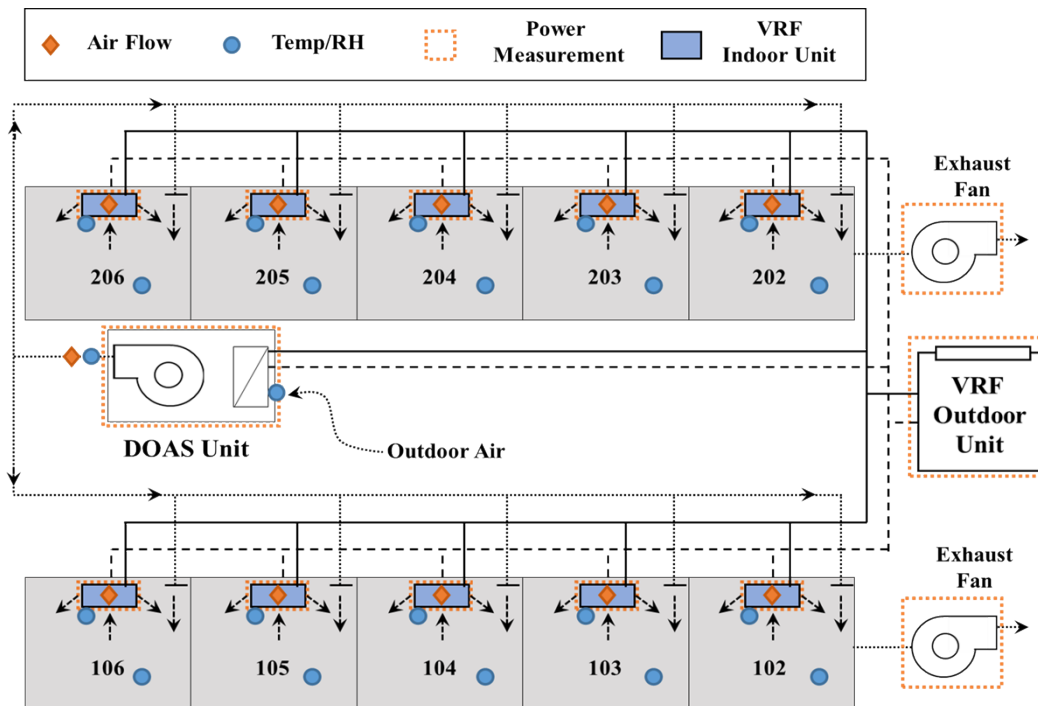 Air Flow
Temp/RH
Power
Measurement
VRF
Indoor Unit
Exhaust
Fan
206
205
204
203
202
DOAS Unit
Outdoor Air
VRF
Outdoor
Unit
Exhaust
Fan
106
105
104
103
102